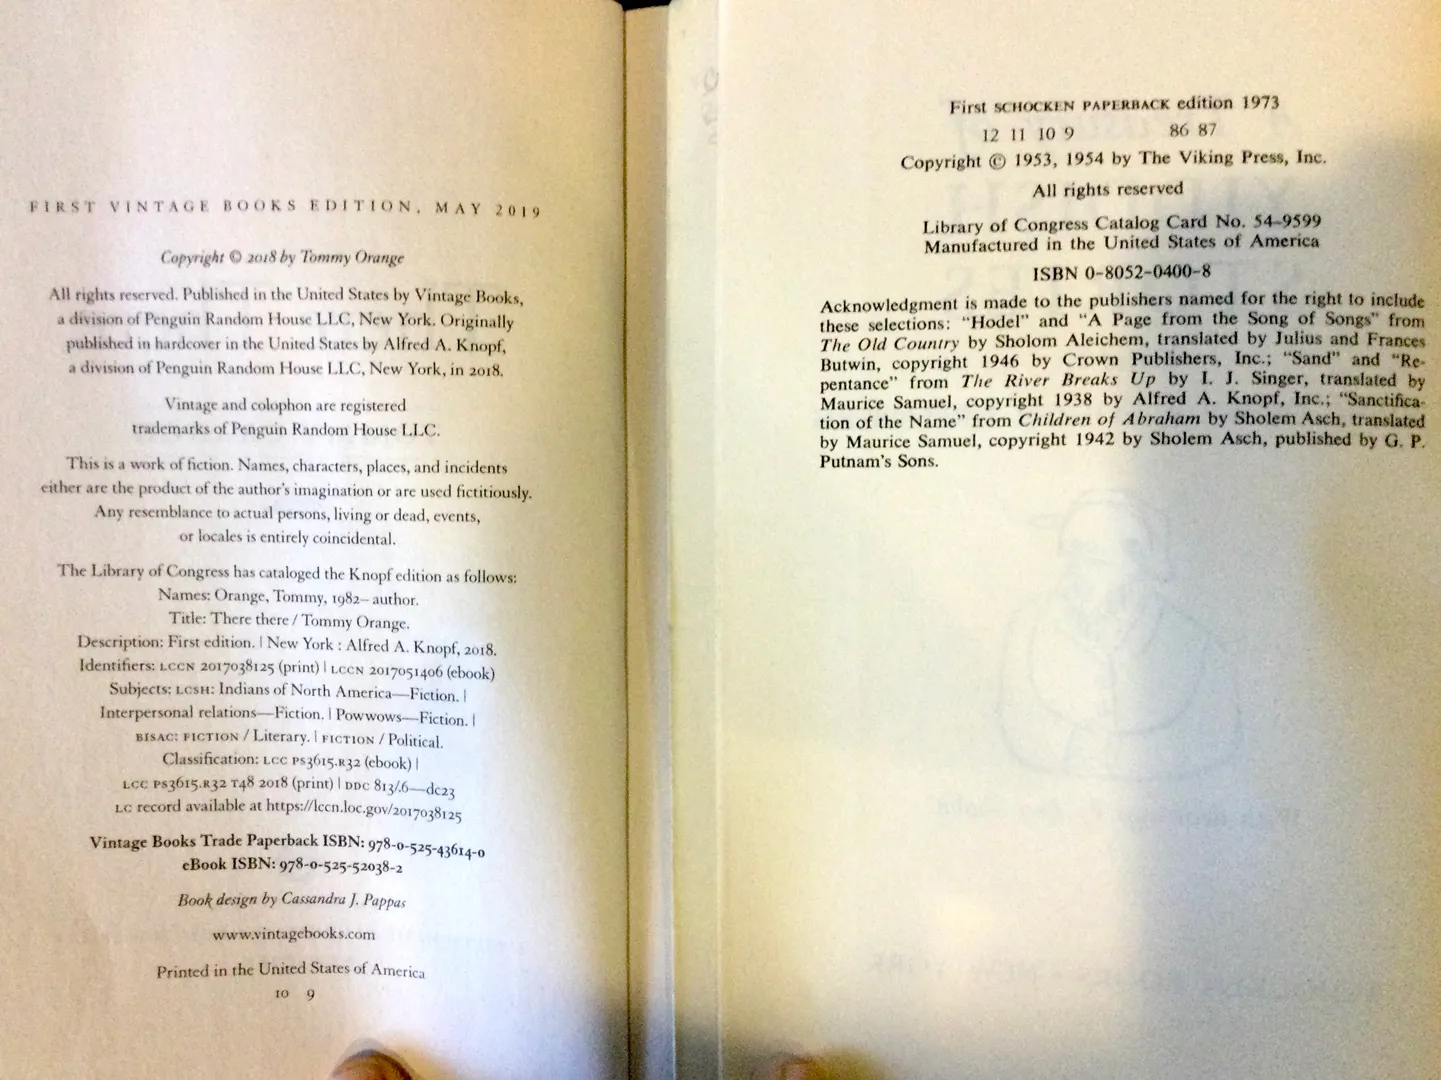 FIRST VINTAGE BOOKS EDITION, MAY 2019
Copyright © 2018 by Tommy Orange
All rights reserved. Published in the United States by Vintage Books,
a division of Penguin Random House LLC, New York. Originally
published in hardcover in the United States by Alfred A. Knopf,
a division of Penguin Random House LLC, New York, in 2018.
Vintage and colophon are registered
trademarks of Penguin Random House LLC.
This is a work of fiction. Names, characters, places, and incidents
either are the product of the author's imagination or are used fictitiously.
Any resemblance to actual persons, living or dead, events,
or locales is entirely coincidental.
The Library of Congress has cataloged the Knopf edition as follows:
Names: Orange, Tommy, 1982– author.
Title: There there / Tommy Orange.
Description: First edition. | New York : Alfred A. Knopf, 2018.
Identifiers: LCCN 2017038125 (print) | LCCN 2017051406 (ebook)
Subjects: LCSH: Indians of North America—Fiction. |
Interpersonal relations—Fiction. | Powwows—Fiction. |
BISAC: FICTION / Literary. | FICTION / Political.
Classification: LCC PS3615.R32 (ebook) |
LCC PS3615.R32 T48 2018 (print) | DDC 813/.6—dc23
LC record available at https://lccn.loc.gov/2017038125
Vintage Books Trade Paperback ISBN: 978-0-525-43614-0
eBook ISBN: 978-0-525-52038-2
Book design by Cassandra J. Pappas
www.vintagebooks.com
Printed in the United States of America
10 9
First SCHOCKEN PAPERBACK edition 1973
12 11 10 9 86 87
Copyright © 1953, 1954 by The Viking Press, Inc.
All rights reserved
Library of Congress Catalog Card No. 54-9599
Manufactured in the United States of America
ISBN 0-8052-0400-8
Acknowledgment is made to the publishers named for the right to include
these selections: "Hodel" and "A Page from the Song of Songs" from
The Old Country by Sholom Aleichem, translated by Julius and Frances
Butwin, copyright 1946 by Crown Publishers, Inc.; "Sand" and "Re-
pentance" from The River Breaks Up by I. J. Singer, translated by
Maurice Samuel, copyright 1938 by Alfred A. Knopf, Inc.; "Sanctifica-
tion of the Name" from Children of Abraham by Sholem Asch, translated
by Maurice Samuel, copyright 1942 by Sholem Asch, published by G. P.
Putnam's Sons.